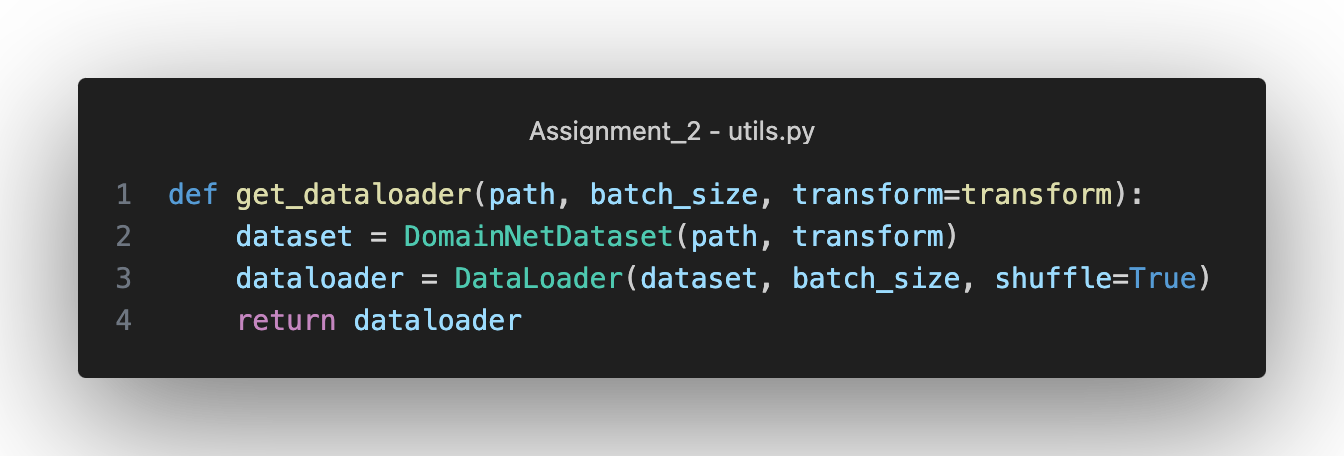 Assignment_2 - utils.py
1 def get_dataloader(path, batch_size, transform=transform):
2     dataset = DomainNetDataset(path, transform)
3     dataloader = DataLoader(dataset, batch_size, shuffle=True)
4     return dataloader